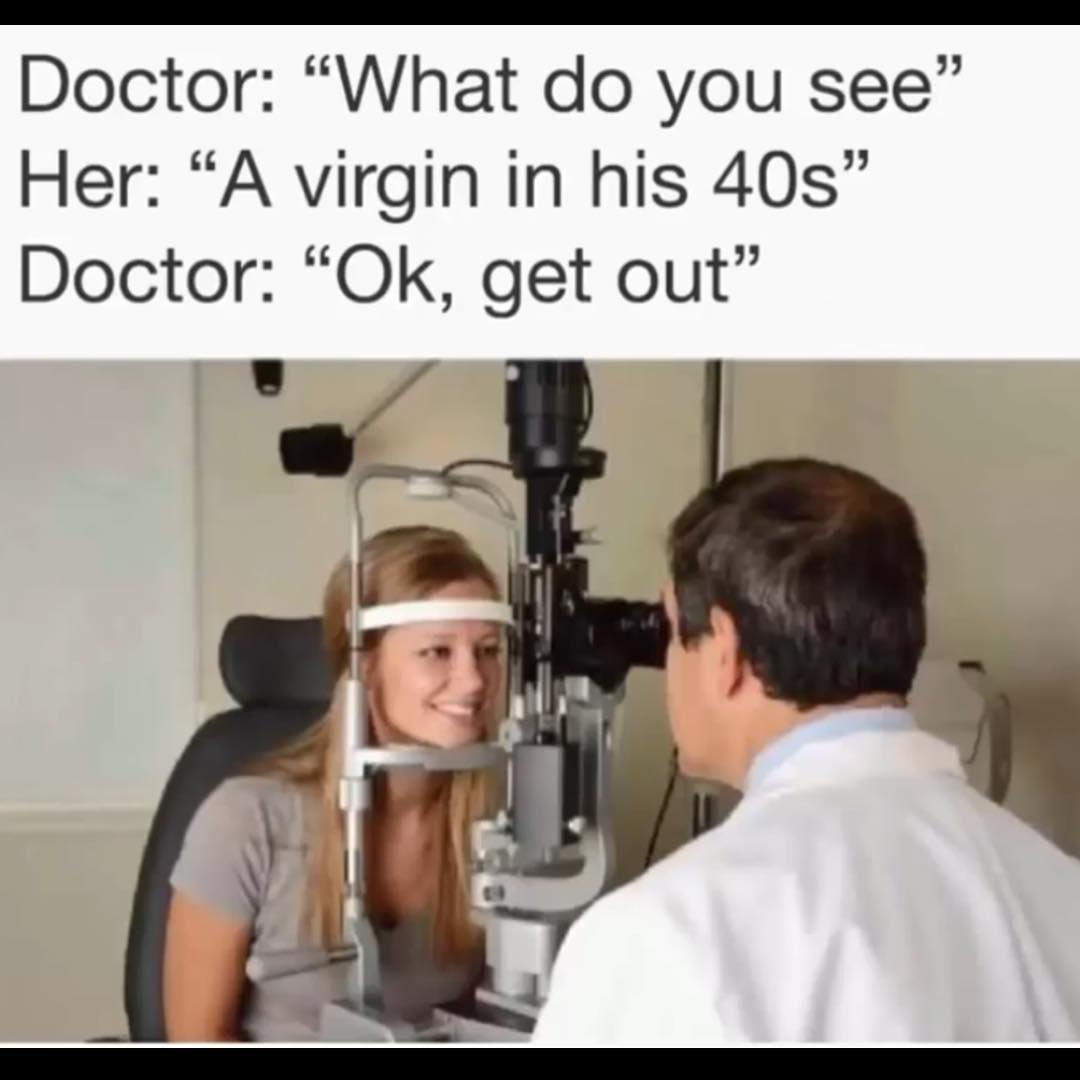 Doctor: “What do you see”
Her: “A virgin in his 40s”
Doctor: “Ok, get out”